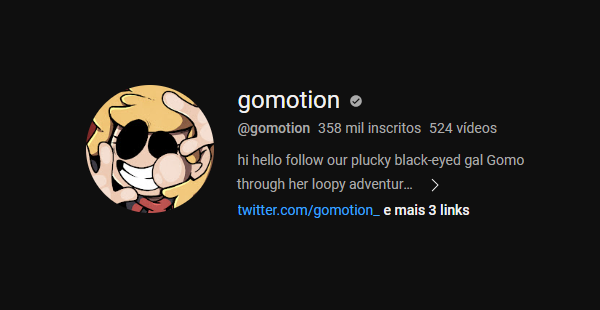 gomotion
@gomotion 358 mil inscritos 524 vídeos
hi hello follow our plucky black-eyed gal Gomo
through her loopy adventur...
twitter.com/gomotion_ e mais 3 links